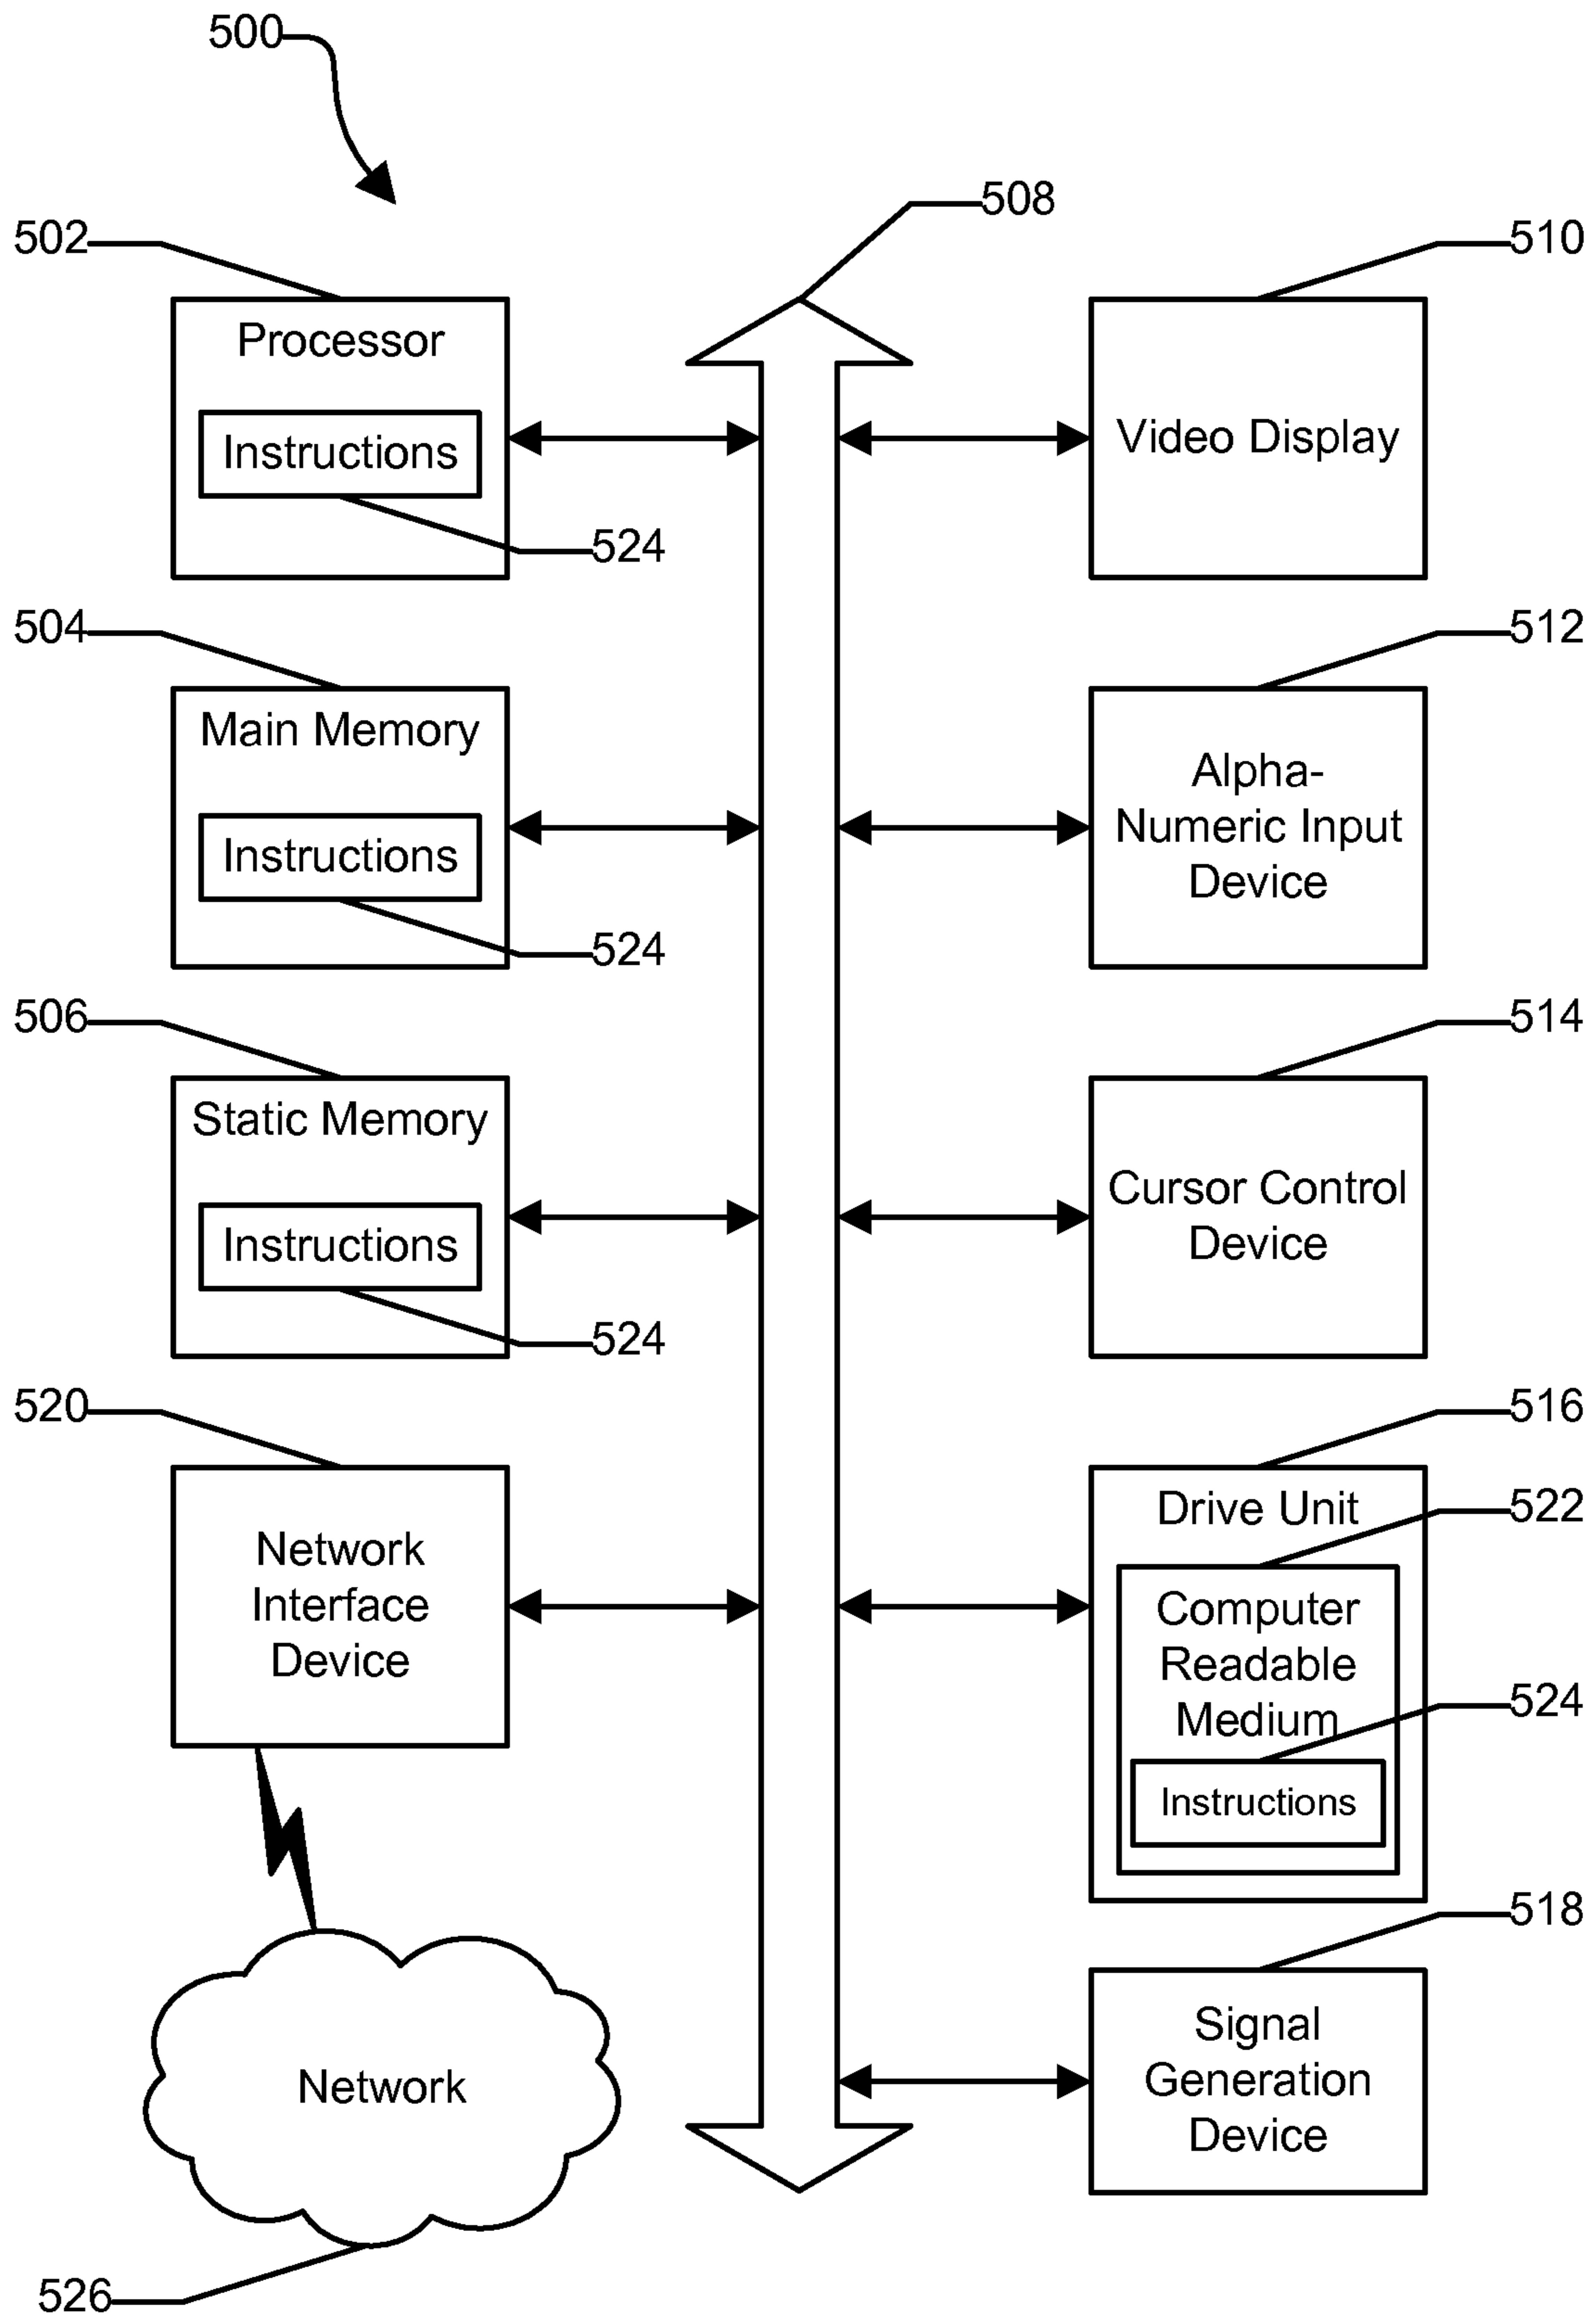 500
508
502
510
Processor
Instructions
524
Video Display
504
512
Main Memory
Instructions
524
Alpha-
Numeric Input
Device
506
514
Static Memory
Instructions
524
Cursor Control
Device
520
516
Network
Interface
Device
Drive Unit
522
Computer
Readable
Medium
524
Instructions
518
Network
Signal
Generation
Device
526